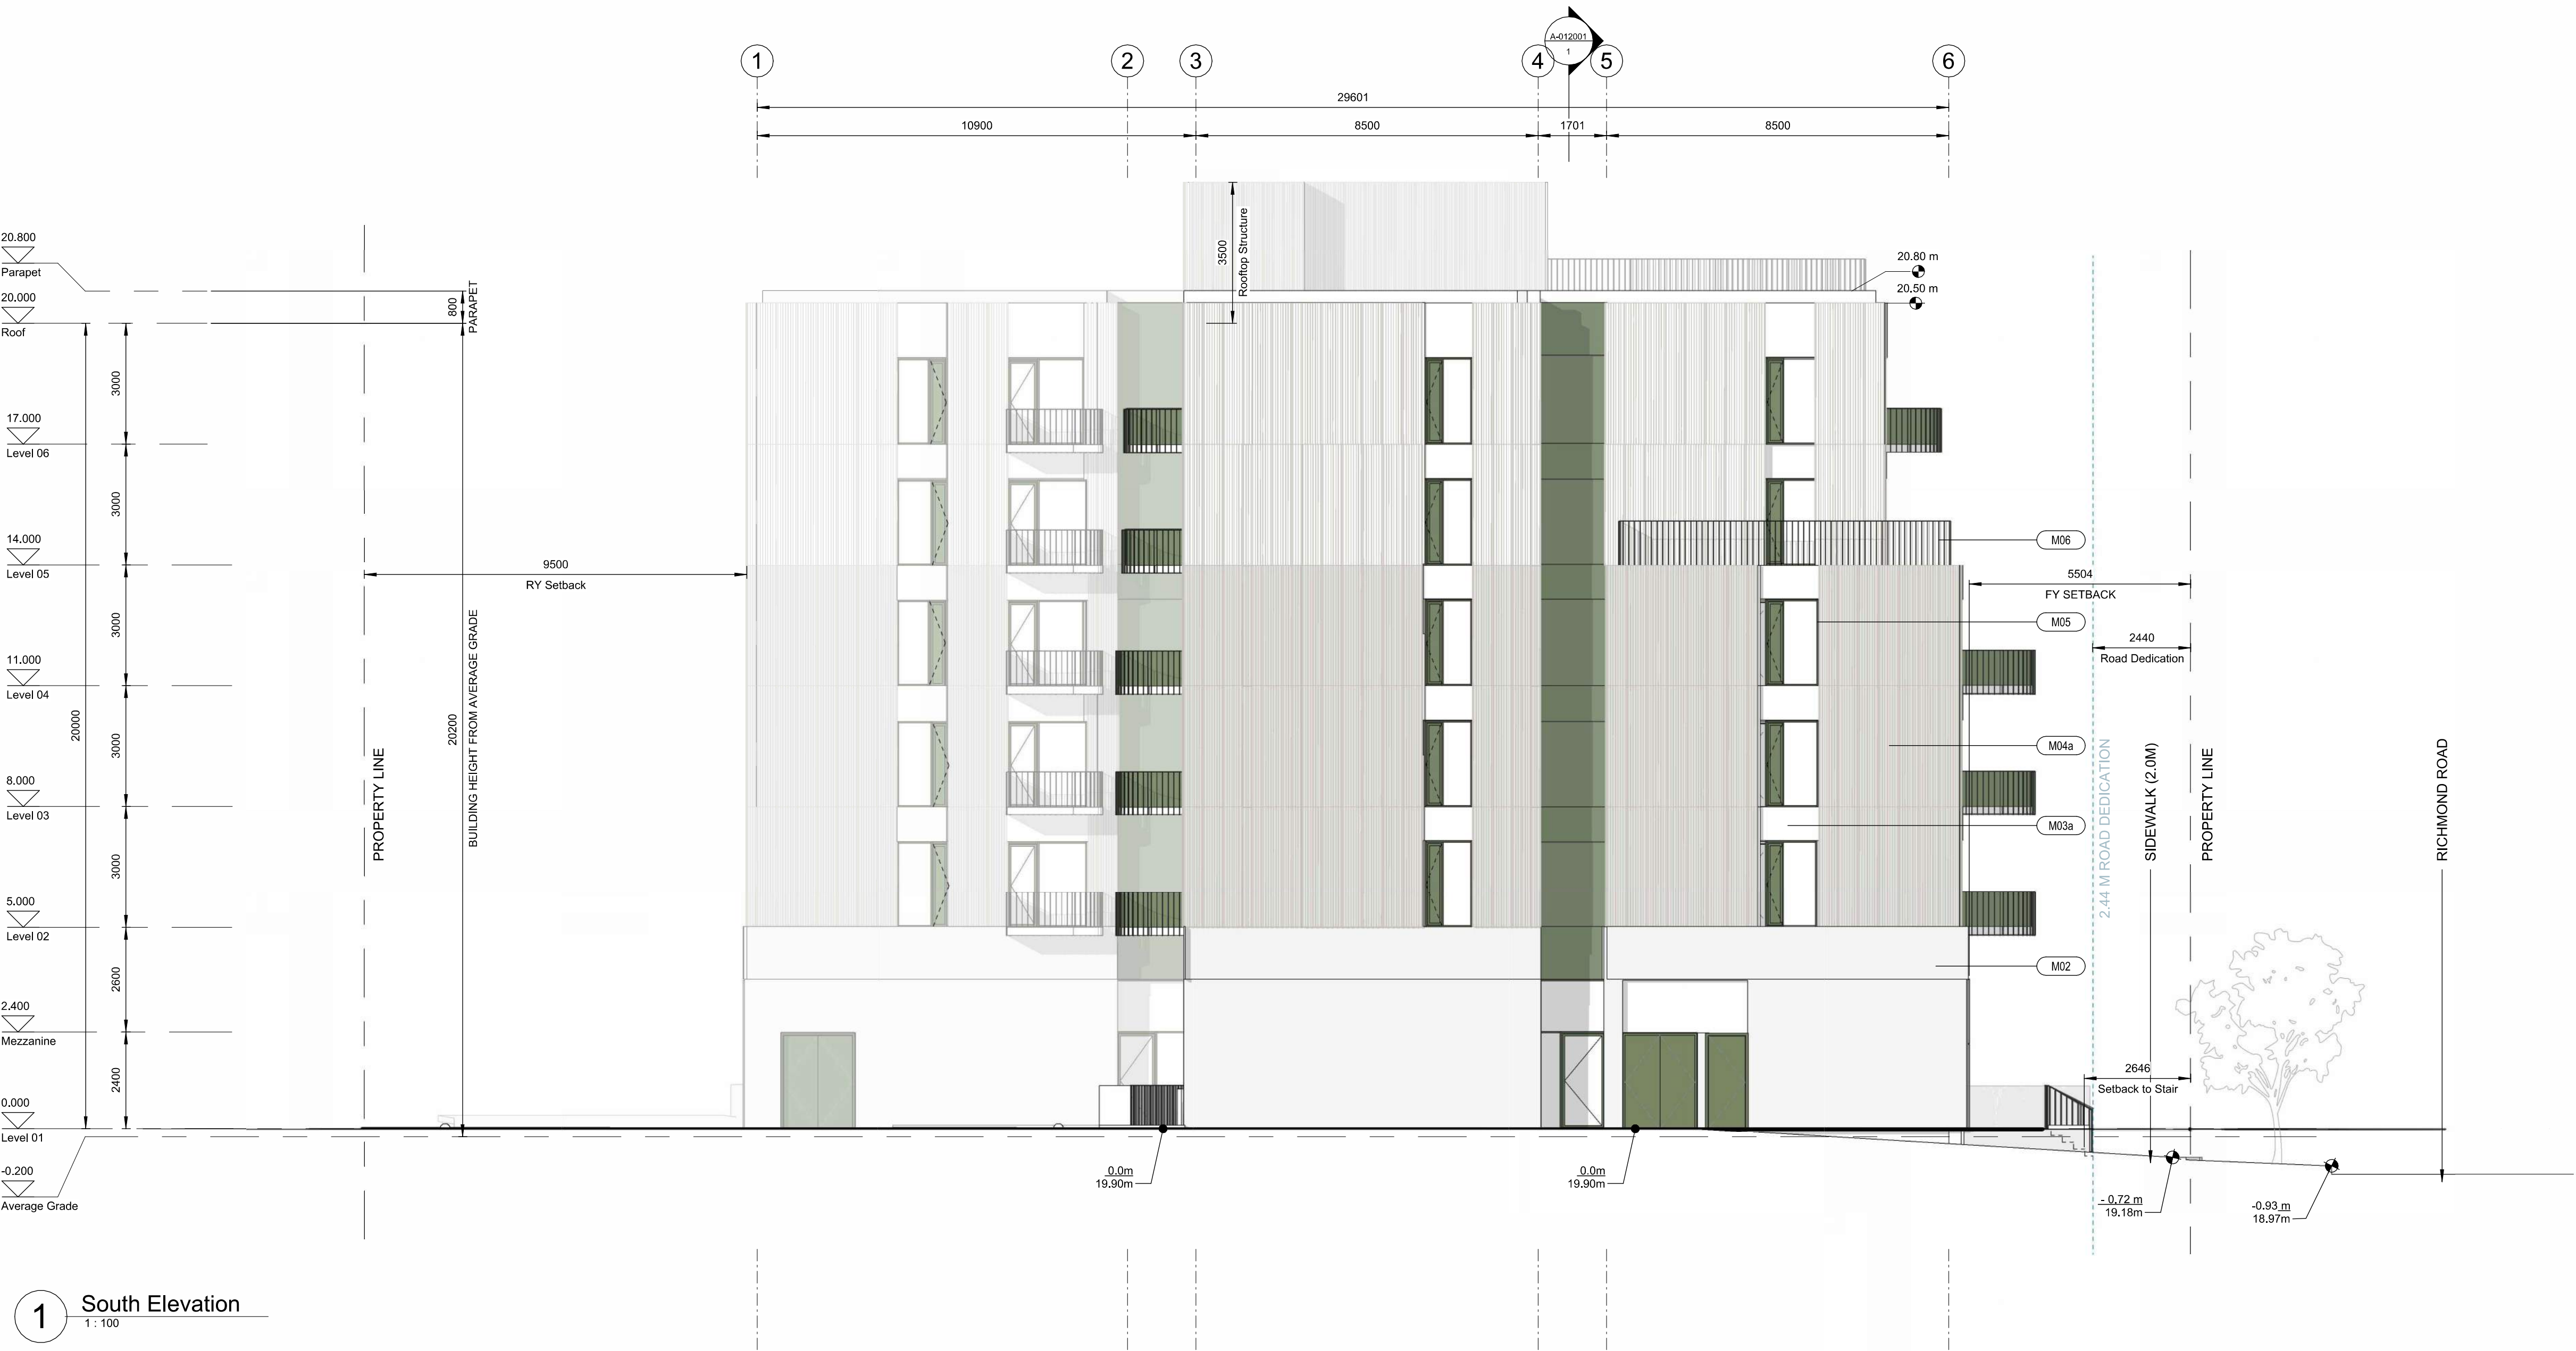 A-012001
1
1
2
3
4
5
6
29601
10900
8500
1701
8500
20.800
Parapet
20.000
Roof
17.000
Level 06
14.000
Level 05
11.000
Level 04
8.000
Level 03
5.000
Level 02
2.400
Mezzanine
0.000
Level 01
-0.200
Average Grade
20000
3000
3000
3000
3000
3000
2600
2400
PROPERTY LINE
800
PARAPET
20200
BUILDING HEIGHT FROM AVERAGE GRADE
9500
RY Setback
3500
Rooftop Structure
20.80 m
20.50 m
M06
5504
FY SETBACK
M05
2440
Road Dedication
M04a
M03a
M02
2.44 M ROAD DEDICATION
SIDEWALK (2.0M)
PROPERTY LINE
RICHMOND ROAD
2646
Setback to Stair
0.0m
19.90m
0.0m
19.90m
- 0.72 m
19.18m
-0.93 m
18.97m
1
South Elevation
1 : 100